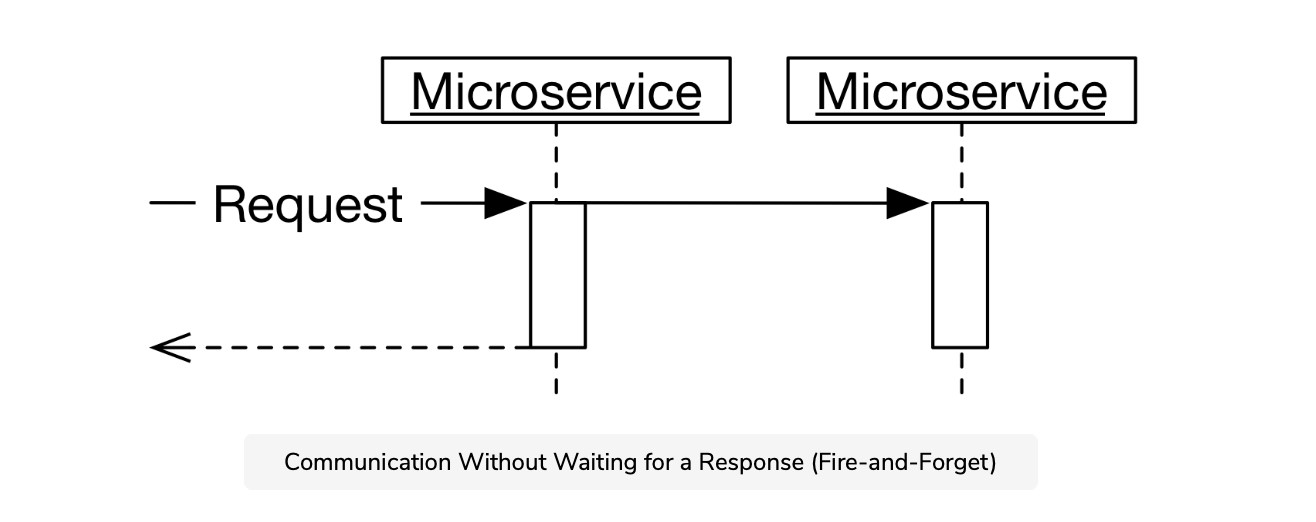 Microservice Microservice
Request
Communication Without Waiting for a Response (Fire-and-Forget)